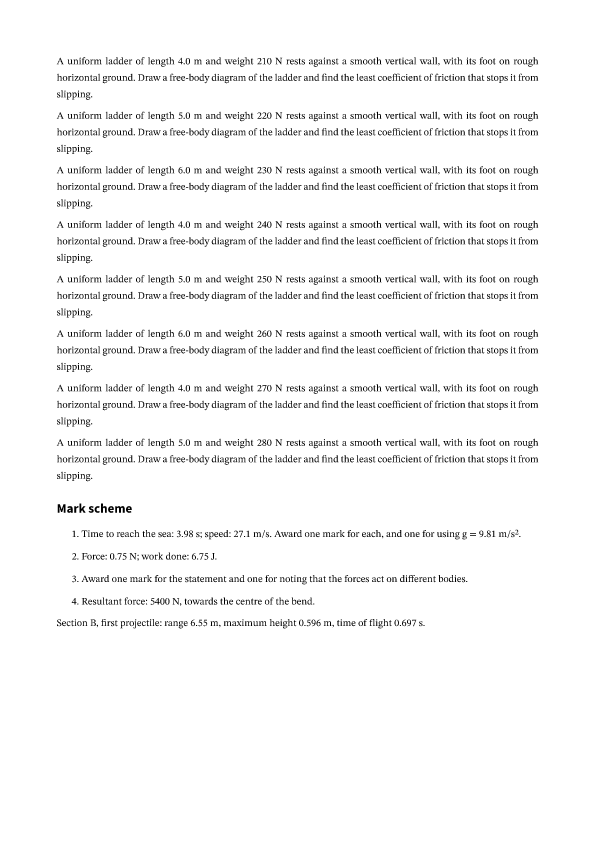 A uniform ladder of length 4.0 m and weight 210 N rests against a smooth vertical wall, with its foot on rough
horizontal ground. Draw a free-body diagram of the ladder and find the least coefficient of friction that stops it from
slipping.
A uniform ladder of length 5.0 m and weight 220 N rests against a smooth vertical wall, with its foot on rough
horizontal ground. Draw a free-body diagram of the ladder and find the least coefficient of friction that stops it from
slipping.
A uniform ladder of length 6.0 m and weight 230 N rests against a smooth vertical wall, with its foot on rough
horizontal ground. Draw a free-body diagram of the ladder and find the least coefficient of friction that stops it from
slipping.
A uniform ladder of length 4.0 m and weight 240 N rests against a smooth vertical wall, with its foot on rough
horizontal ground. Draw a free-body diagram of the ladder and find the least coefficient of friction that stops it from
slipping.
A uniform ladder of length 5.0 m and weight 250 N rests against a smooth vertical wall, with its foot on rough
horizontal ground. Draw a free-body diagram of the ladder and find the least coefficient of friction that stops it from
slipping.
A uniform ladder of length 6.0 m and weight 260 N rests against a smooth vertical wall, with its foot on rough
horizontal ground. Draw a free-body diagram of the ladder and find the least coefficient of friction that stops it from
slipping.
A uniform ladder of length 4.0 m and weight 270 N rests against a smooth vertical wall, with its foot on rough
horizontal ground. Draw a free-body diagram of the ladder and find the least coefficient of friction that stops it from
slipping.
A uniform ladder of length 5.0 m and weight 280 N rests against a smooth vertical wall, with its foot on rough
horizontal ground. Draw a free-body diagram of the ladder and find the least coefficient of friction that stops it from
slipping.
Mark scheme
1. Time to reach the sea: 3.98 s; speed: 27.1 m/s. Award one mark for each, and one for using g = 9.81 m/s².
2. Force: 0.75 N; work done: 6.75 J.
3. Award one mark for the statement and one for noting that the forces act on different bodies.
4. Resultant force: 5400 N, towards the centre of the bend.
Section B, first projectile: range 6.55 m, maximum height 0.596 m, time of flight 0.697 s.